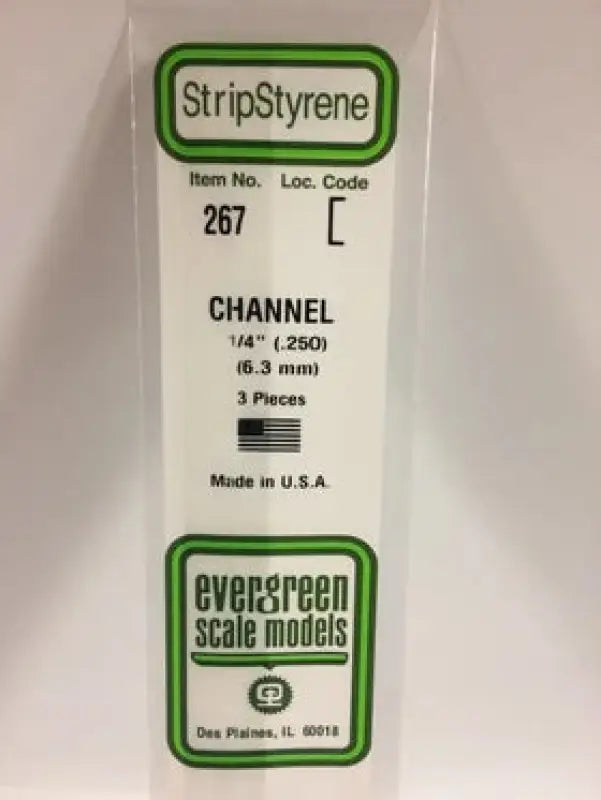 StripStyrene
Item No. Loc. Code
267
CHANNEL
1/4" (.250)
(6.3 mm)
3 Pieces
Made in U.S.A.
evergreen
scale models
Des Plaines, IL 60018